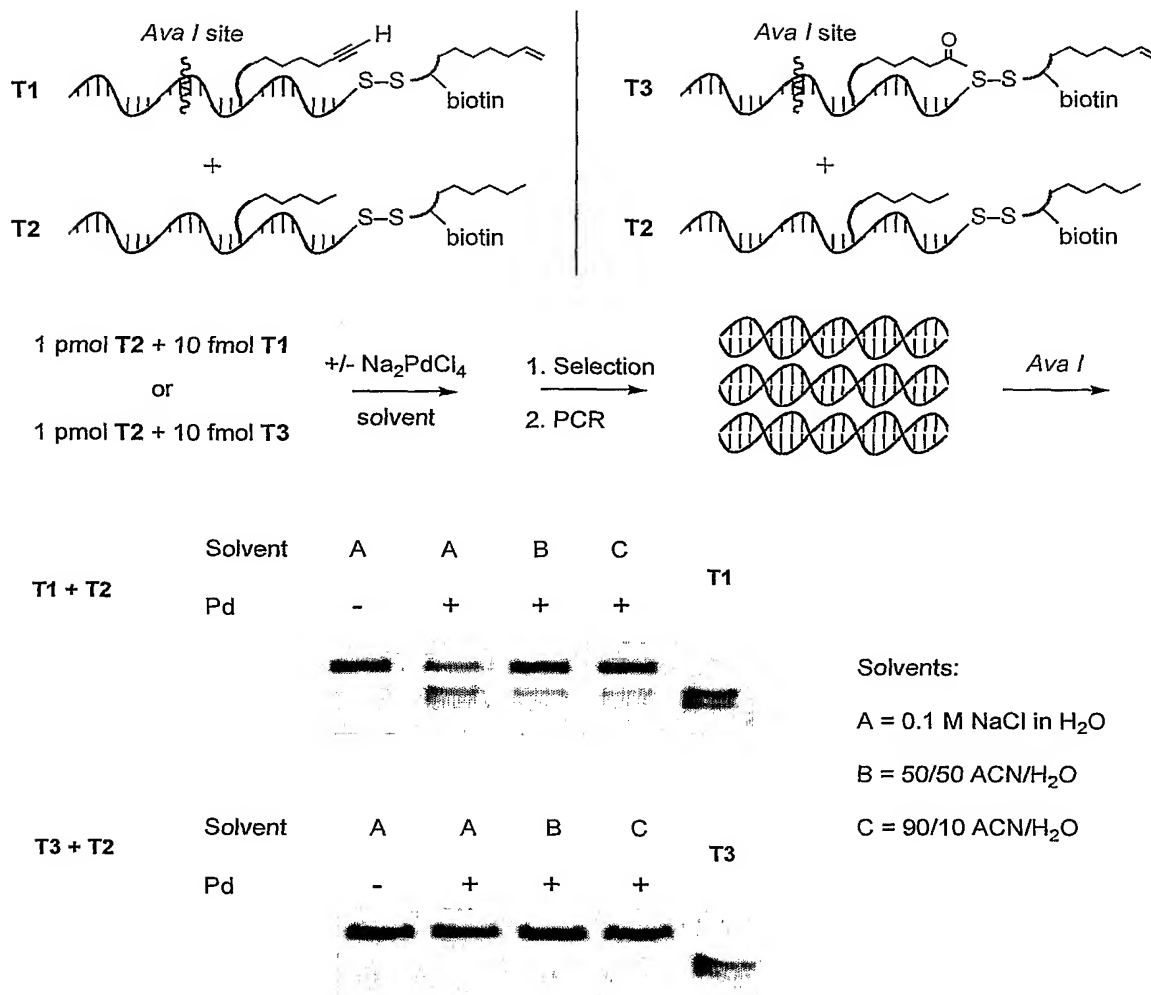 Ava I site
H
T1
S–S
biotin
+
T2
S–S
biotin
Ava I site
O
T3
S–S
biotin
+
T2
S–S
biotin
1 pmol T2 + 10 fmol T1
or
1 pmol T2 + 10 fmol T3
+/- Na₂PdCl₄
solvent
1. Selection
2. PCR
Ava I
T1 + T2
Solvent A A B C
Pd - + + +
T1
T3 + T2
Solvent A A B C
Pd - + + +
T3
Solvents:
A = 0.1 M NaCl in H₂O
B = 50/50 ACN/H₂O
C = 90/10 ACN/H₂O